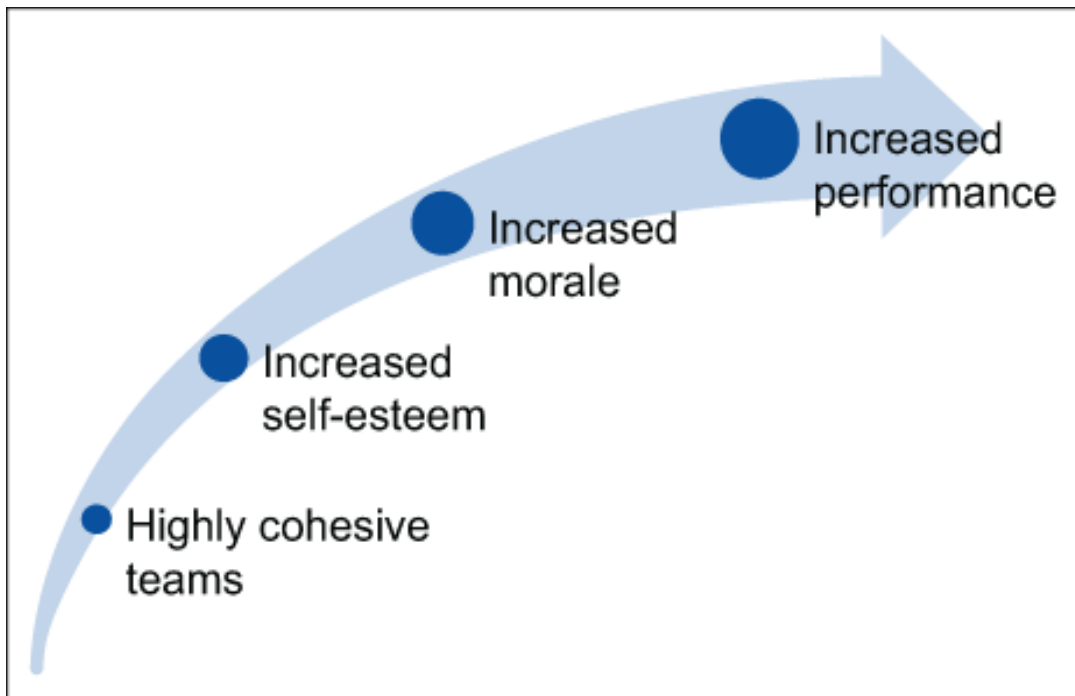 Increased
performance
Increased
morale
Increased
self-esteem
Highly cohesive
teams